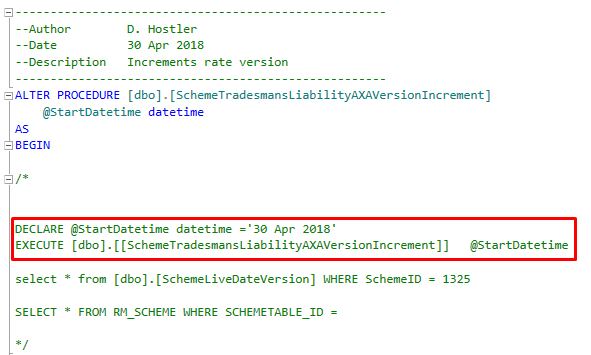 ---------------------------------------------------
--Author       D. Hostler
--Date         30 Apr 2018
--Description  Increments rate version
---------------------------------------------------
ALTER PROCEDURE [dbo].[SchemeTradesmansLiabilityAXAVersionIncrement]
    @StartDatetime datetime
AS
BEGIN
/*
DECLARE @StartDatetime datetime ='30 Apr 2018'
EXECUTE [dbo].[[SchemeTradesmansLiabilityAXAVersionIncrement]]   @StartDatetime
select * from [dbo].[SchemeLiveDateVersion] WHERE SchemeID = 1325
SELECT * FROM RM_SCHEME WHERE SCHEMETABLE_ID =
*/